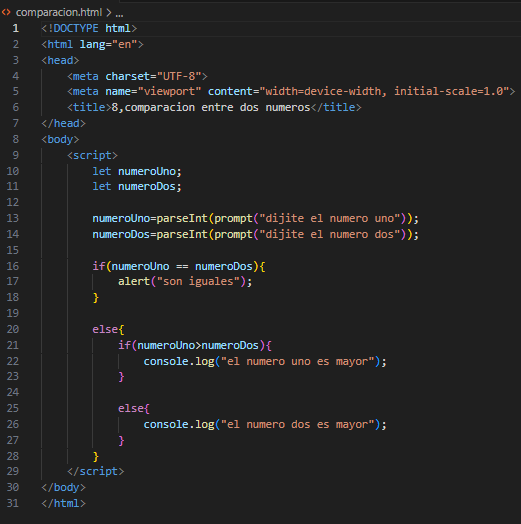 comparacion.html > ...
1 <!DOCTYPE html>
2 <html lang="en">
3 <head>
4     <meta charset="UTF-8">
5     <meta name="viewport" content="width=device-width, initial-scale=1.0">
6     <title>8,comparacion entre dos numeros</title>
7 </head>
8 <body>
9     <script>
10         let numeroUno;
11         let numeroDos;
12
13         numeroUno=parseInt(prompt("dijite el numero uno"));
14         numeroDos=parseInt(prompt("dijite el numero dos"));
15
16         if(numeroUno == numeroDos){
17             alert("son iguales");
18         }
19
20         else{
21             if(numeroUno>numeroDos){
22                 console.log("el numero uno es mayor");
23             }
24
25             else{
26                 console.log("el numero dos es mayor");
27             }
28         }
29     </script>
30 </body>
31 </html>